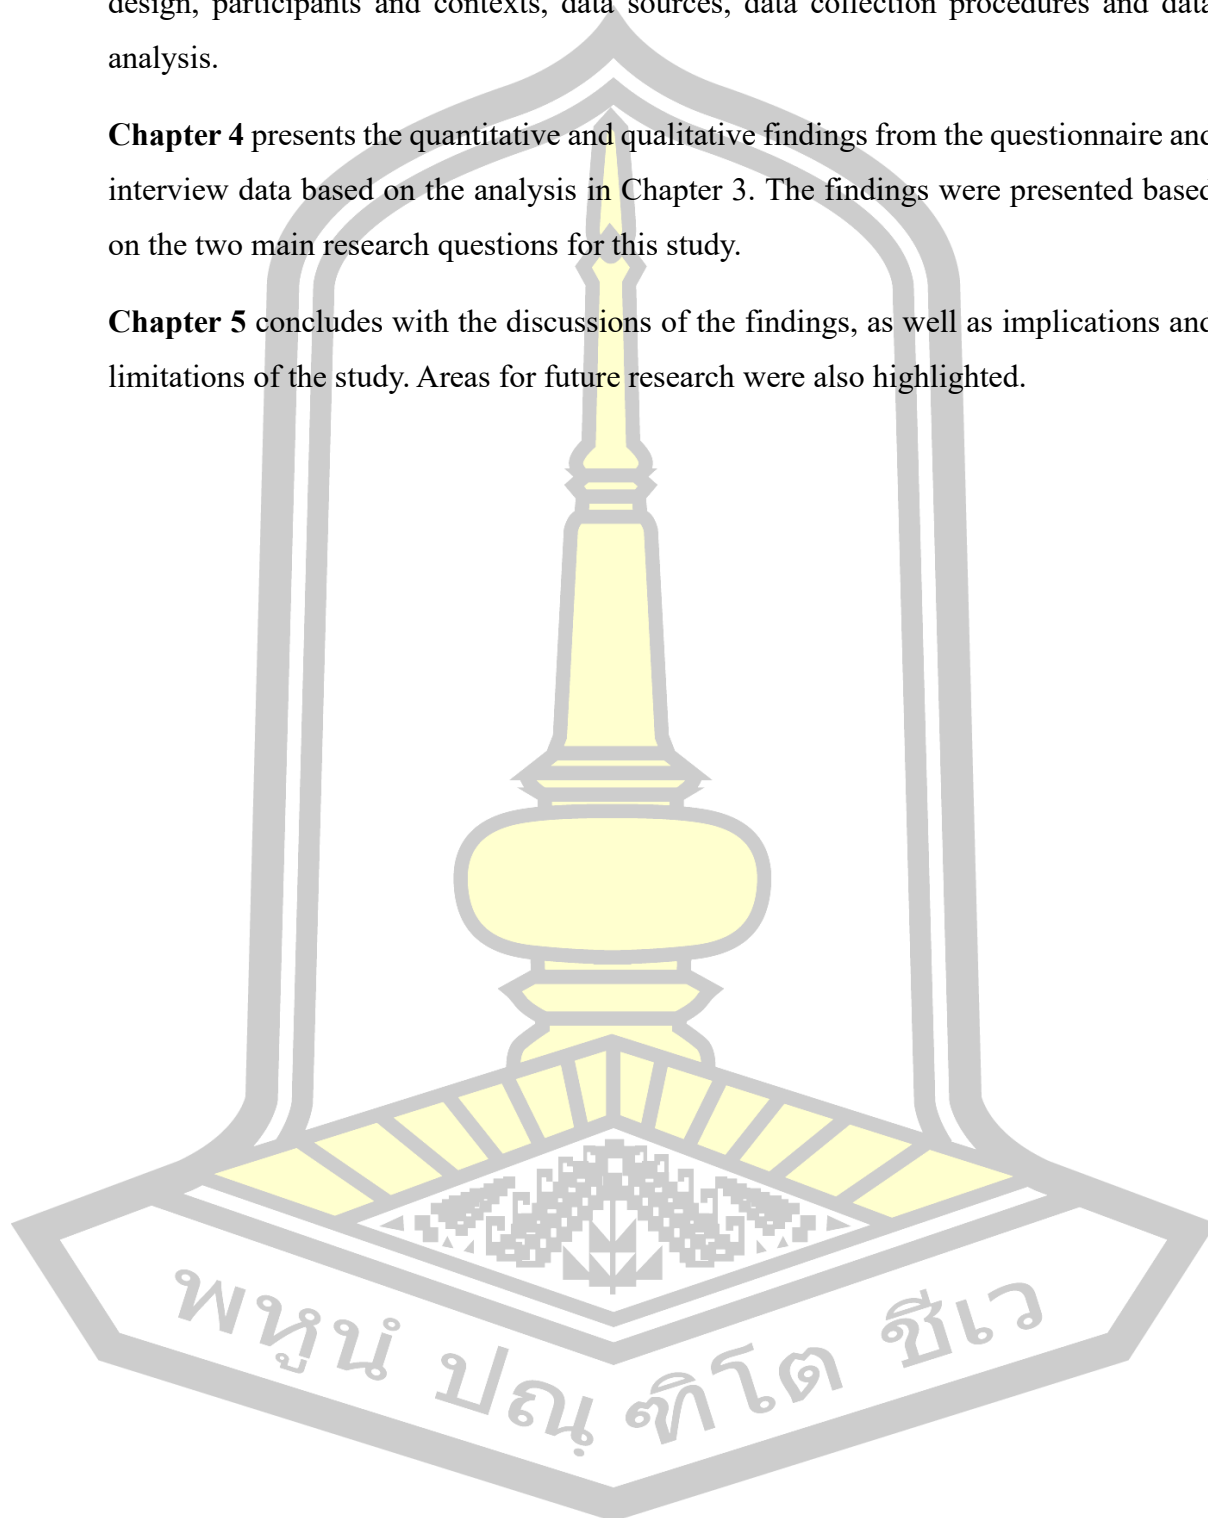 design, participants and contexts, data sources, data collection procedures and data
analysis.
Chapter 4 presents the quantitative and qualitative findings from the questionnaire and
interview data based on the analysis in Chapter 3. The findings were presented based
on the two main research questions for this study.
Chapter 5 concludes with the discussions of the findings, as well as implications and
limitations of the study. Areas for future research were also highlighted.
พหูนํ ปณฺ ฑิโต ชีเว